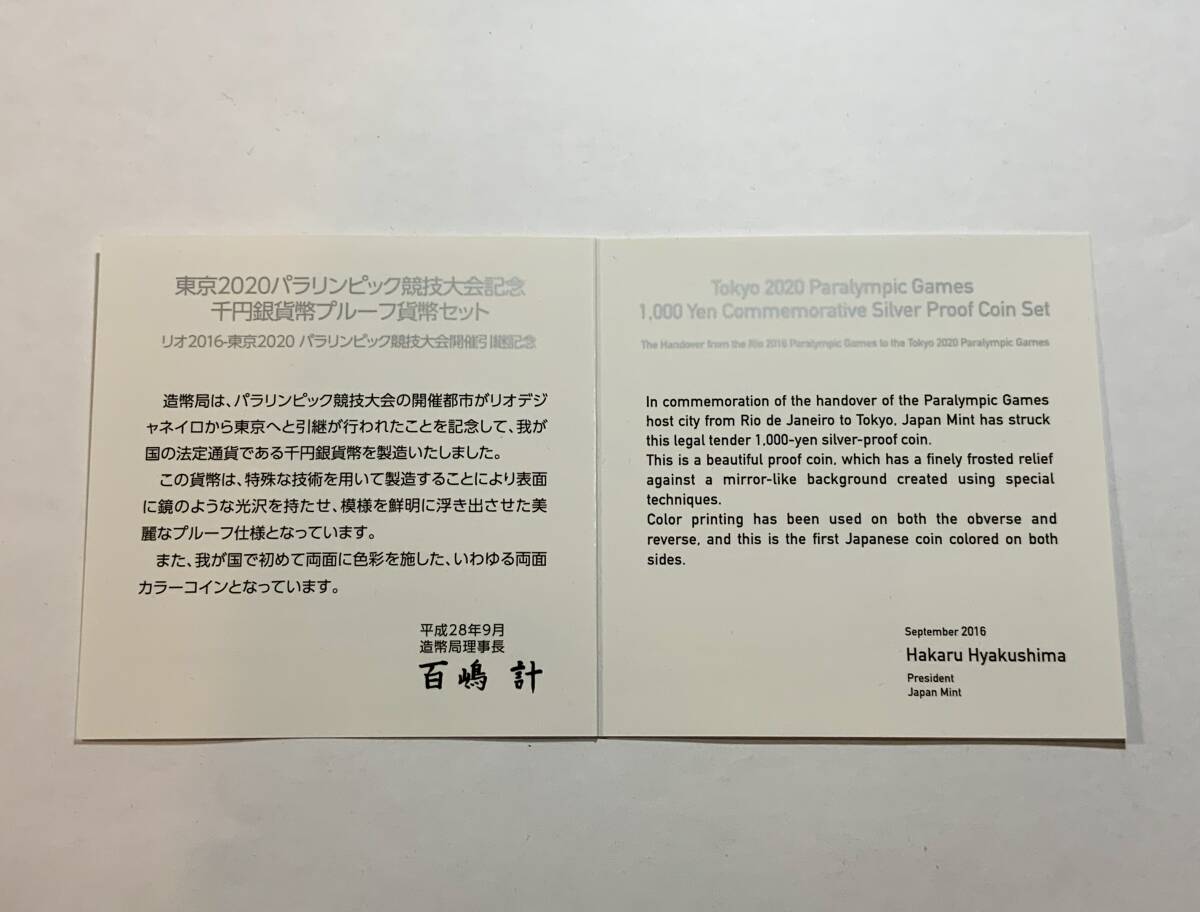 東京2020パラリンピック競技大会記念
千円銀貨幣プルーフ貨幣セット
リオ2016-東京2020 パラリンピック競技大会開催引継記念
造幣局は、パラリンピック競技大会の開催都市がリオデジ
ャネイロから東京へと引継が行われたことを記念して、我が
国の法定通貨である千円銀貨幣を製造いたしました。
この貨幣は、特殊な技術を用いて製造することにより表面
に鏡のような光沢を持たせ、模様を鮮明に浮き出させた美
麗なプルーフ仕様となっています。
また、我が国で初めて両面に色彩を施した、いわゆる両面
カラーコインとなっています。
平成28年9月
造幣局理事長
百嶋 計
Tokyo 2020 Paralympic Games
1,000 Yen Commemorative Silver Proof Coin Set
The Handover from the Rio 2016 Paralympic Games to the Tokyo 2020 Paralympic Games
In commemoration of the handover of the Paralympic Games
host city from Rio de Janeiro to Tokyo, Japan Mint has struck
this legal tender 1,000-yen silver-proof coin.
This is a beautiful proof coin, which has a finely frosted relief
against a mirror-like background created using special
techniques.
Color printing has been used on both the obverse and
reverse, and this is the first Japanese coin colored on both
sides.
September 2016
Hakaru Hyakushima
President
Japan Mint